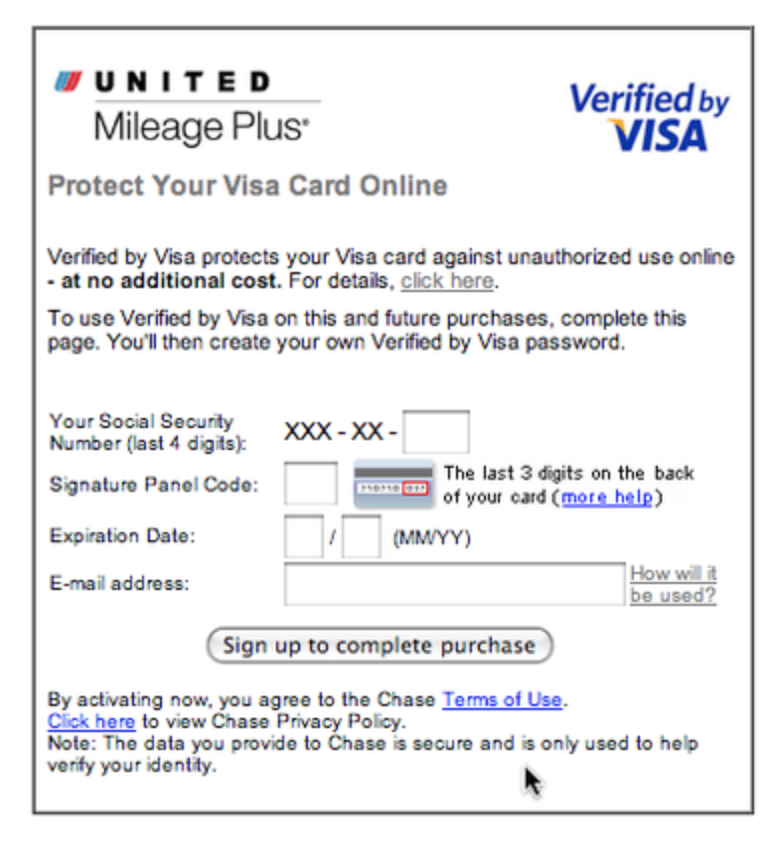 UNITED
Mileage Plus®
Verified by
VISA
Protect Your Visa Card Online
Verified by Visa protects your Visa card against unauthorized use online
- at no additional cost. For details, click here.
To use Verified by Visa on this and future purchases, complete this
page. You'll then create your own Verified by Visa password.
Your Social Security
Number (last 4 digits):
XXX - XX -
Signature Panel Code:
The last 3 digits on the back
of your card (more help)
Expiration Date:
/
(MM/YY)
E-mail address:
How will it
be used?
Sign up to complete purchase
By activating now, you agree to the Chase Terms of Use.
Click here to view Chase Privacy Policy.
Note: The data you provide to Chase is secure and is only used to help
verify your identity.